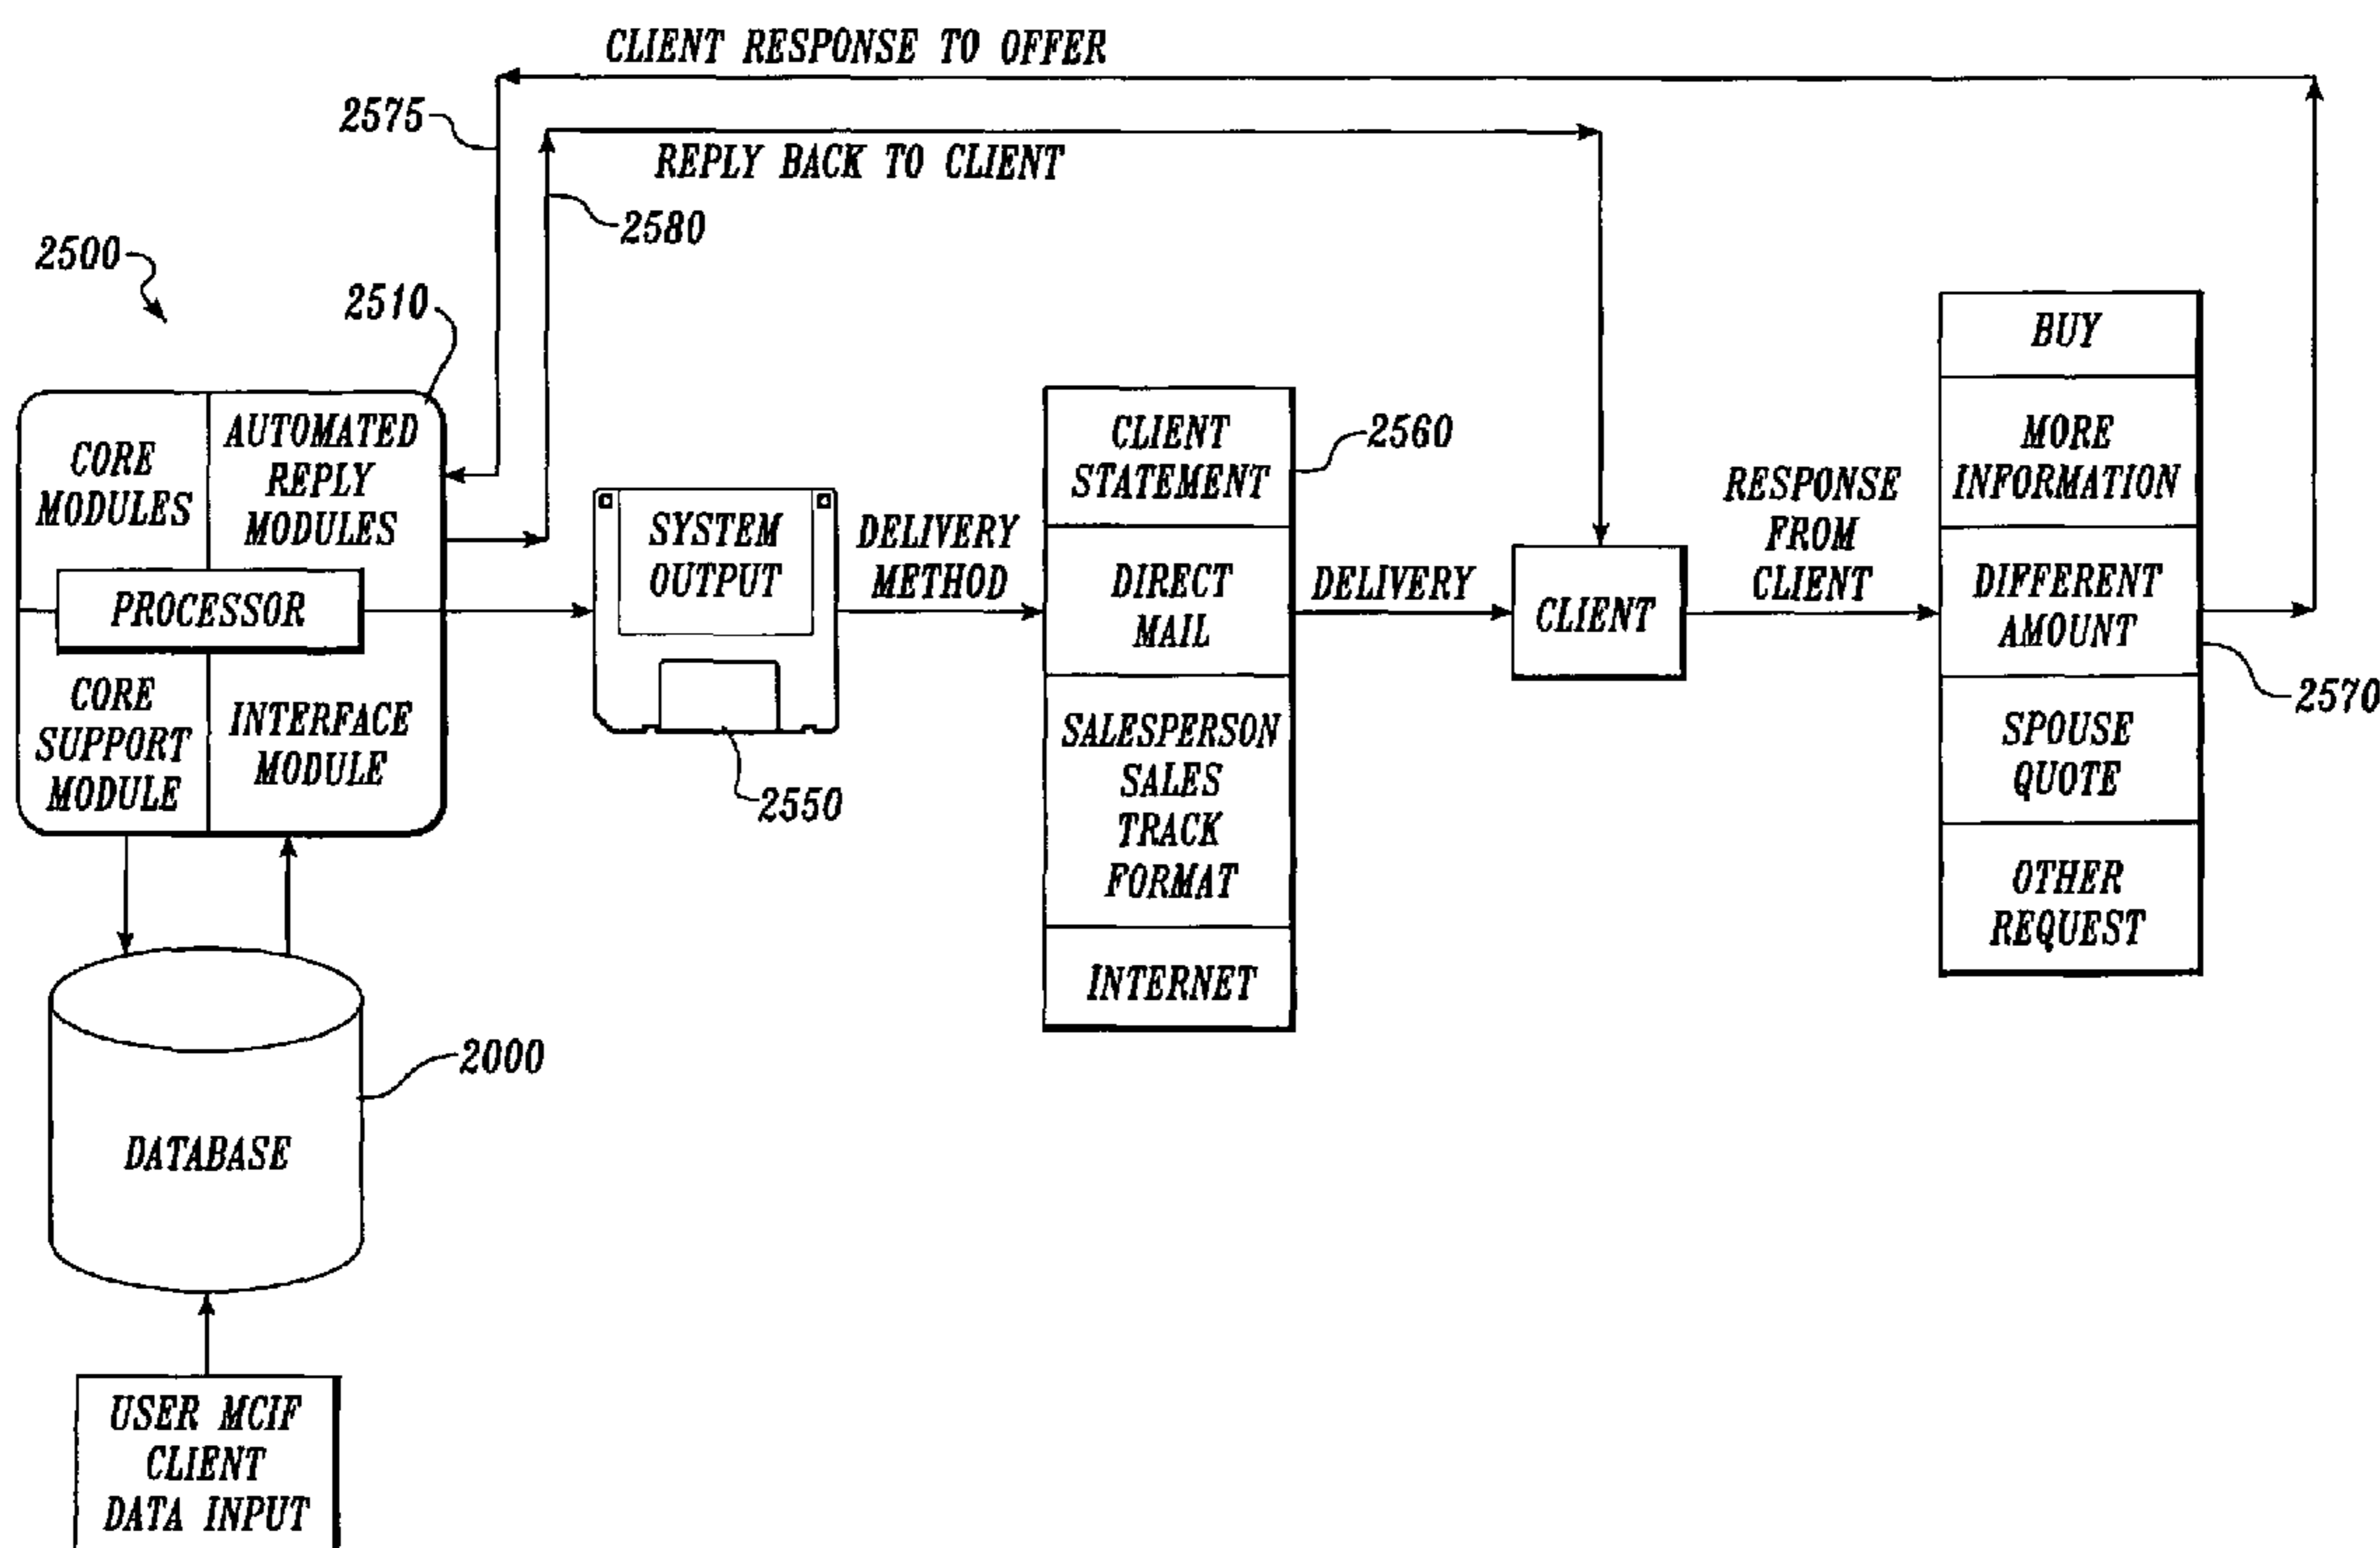 CLIENT RESPONSE TO OFFER
2575
REPLY BACK TO CLIENT
2580
2500
2510
CORE
MODULES
AUTOMATED
REPLY
MODULES
PROCESSOR
CORE
SUPPORT
MODULE
INTERFACE
MODULE
SYSTEM
OUTPUT
2550
DELIVERY
METHOD
CLIENT
STATEMENT
2560
DIRECT
MAIL
SALESPERSON
SALES
TRACK
FORMAT
INTERNET
DELIVERY
CLIENT
RESPONSE
FROM
CLIENT
BUY
MORE
INFORMATION
DIFFERENT
AMOUNT
2570
SPOUSE
QUOTE
OTHER
REQUEST
2000
DATABASE
USER MCIF
CLIENT
DATA INPUT